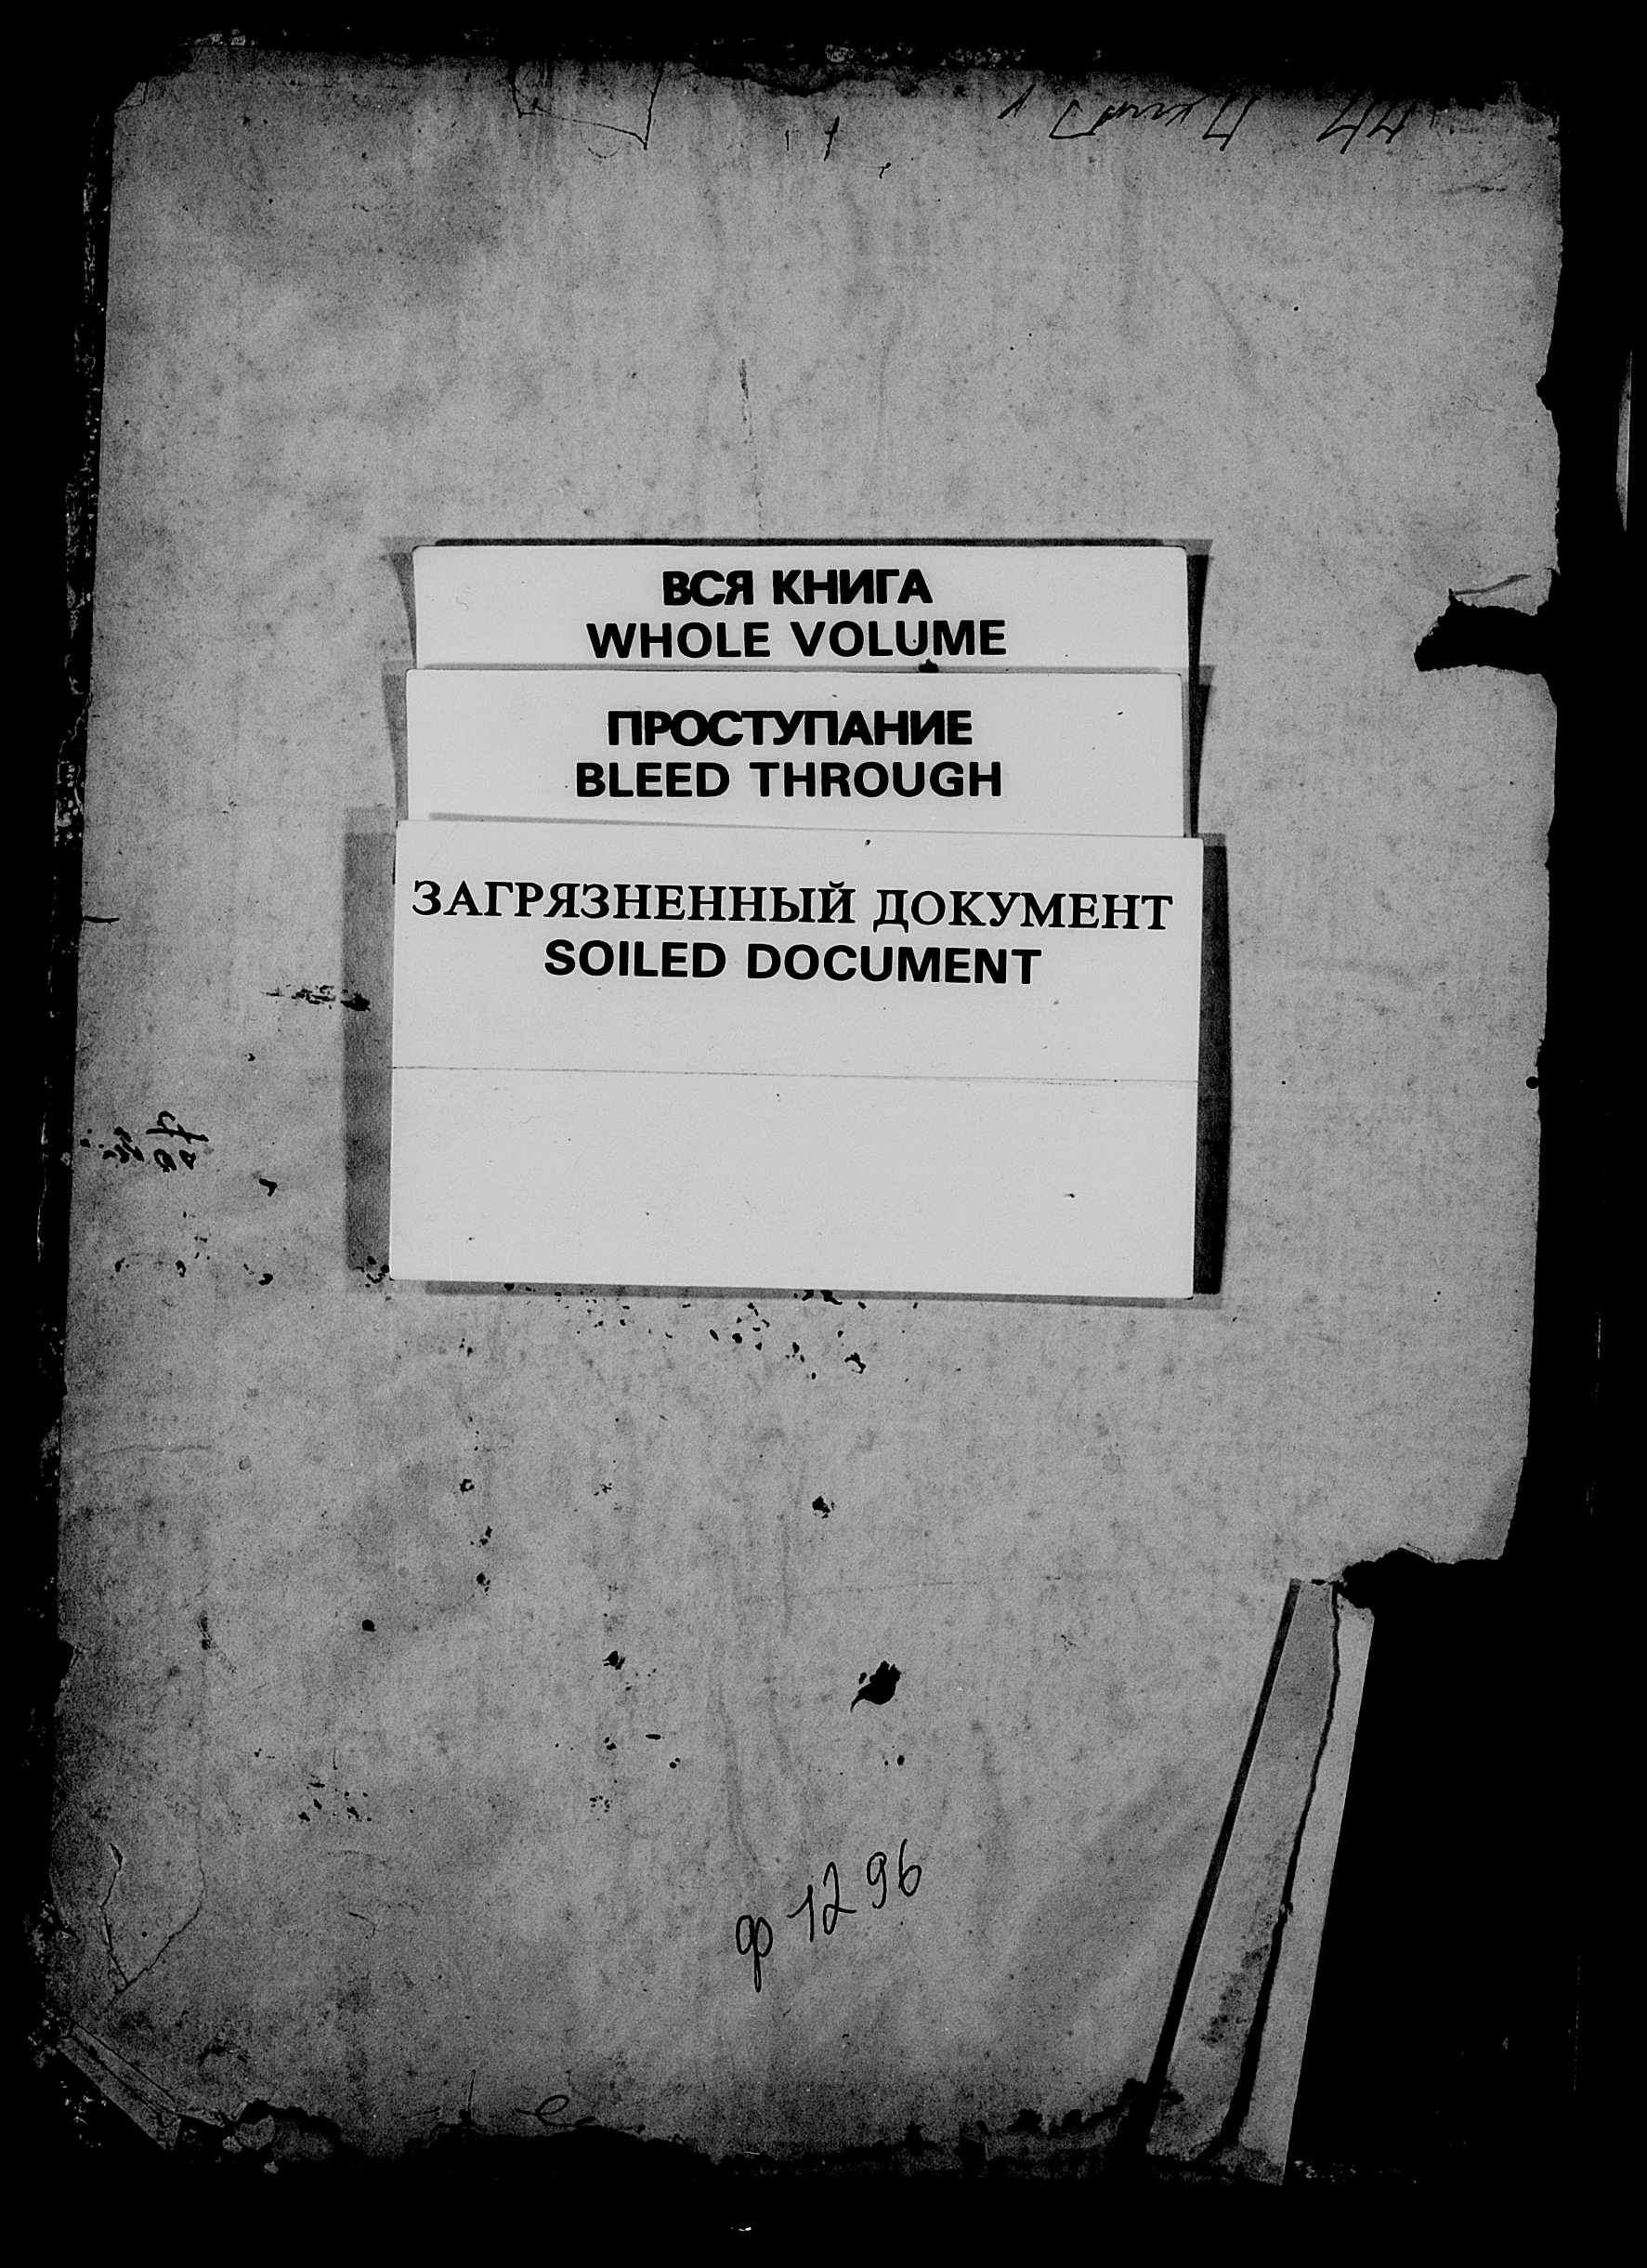 ВСЯ КНИГА
WHOLE VOLUME
ПРОСТУПАНИЕ
BLEED THROUGH
ЗАГРЯЗНЕННЫЙ ДОКУМЕНТ
SOILED DOCUMENT
ф 1296